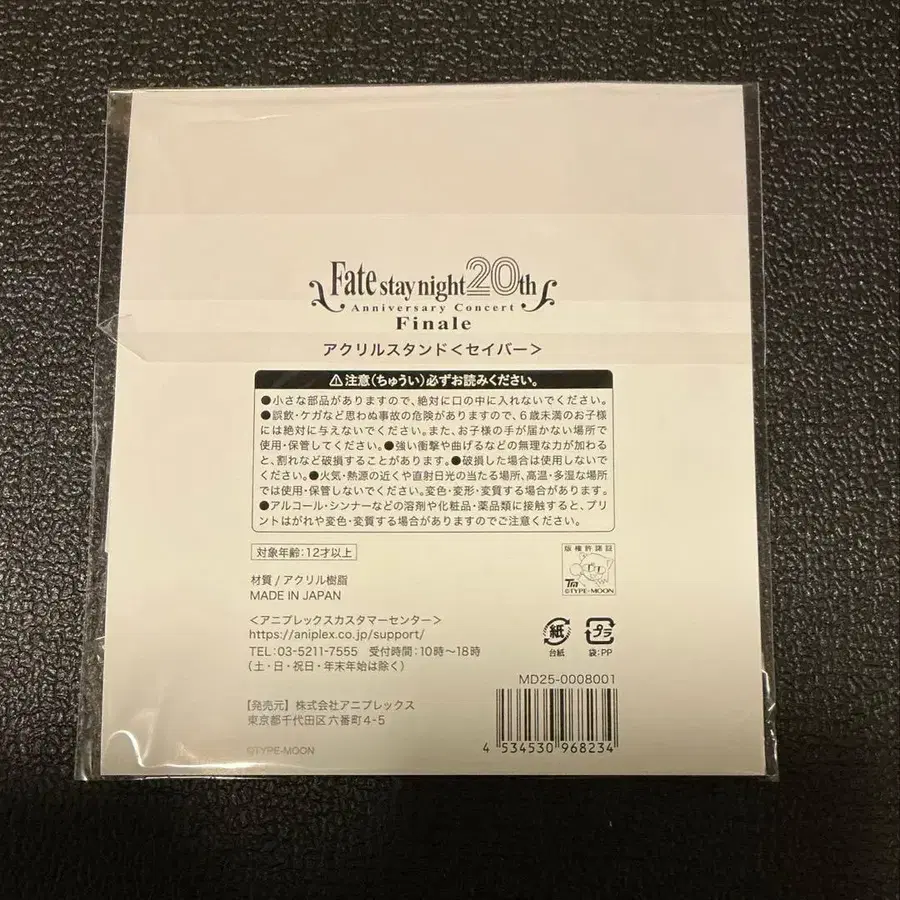 Fate stay night 20th
Anniversary Concert
Finale
アクリルスタンド<セイバー>
⚠注意(ちゅうい)必ずお読みください。
●小さな部品がありますので、絶対に口の中に入れないでください。
●誤飲・ケガなど思わぬ事故の危険がありますので、6歳未満のお子様
には絶対に与えないでください。また、お子様の手が届かない場所で
使用・保管してください。●強い衝撃や曲げるなどの無理な力が加わる
と、割れなど破損することがあります。●破損した場合は使用しないで
ください。●火気・熱源の近くや直射日光の当たる場所、高温・多湿な場所
では使用・保管しないでください。変色・変形・変質する場合があります。
●アルコール・シンナーなどの溶剤や化粧品・薬品類に接触すると、プリ
ントはがれや変色・変質する場合がありますのでご注意ください。
対象年齢:12才以上
版権許諾証
TM
©TYPE-MOON
材質/アクリル樹脂
MADE IN JAPAN
<アニプレックスカスタマーセンター>
https://aniplex.co.jp/support/
TEL:03-5211-7555 受付時間:10時〜18時
(土・日・祝日・年末年始は除く)
紙
台紙
プラ
袋:PP
MD25-0008001
【発売元】株式会社アニプレックス
東京都千代田区六番町4-5
©TYPE-MOON
4 534530 968234